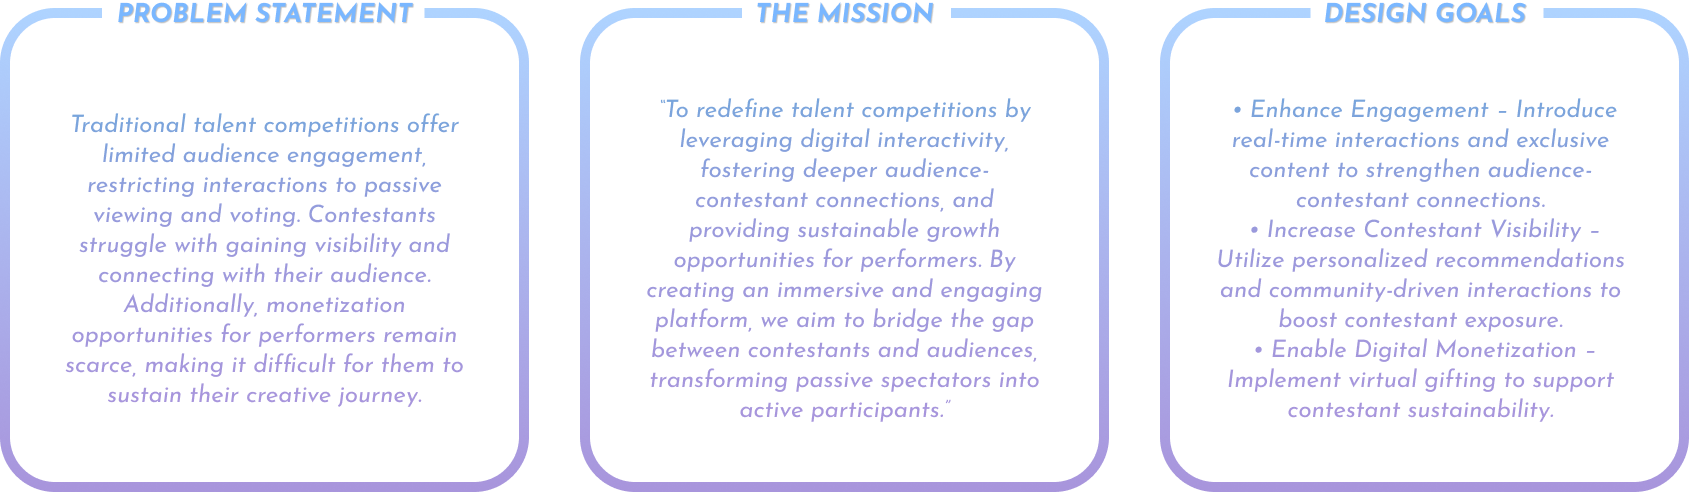 PROBLEM STATEMENT
Traditional talent competitions offer
limited audience engagement,
restricting interactions to passive
viewing and voting. Contestants
struggle with gaining visibility and
connecting with their audience.
Additionally, monetization
opportunities for performers remain
scarce, making it difficult for them to
sustain their creative journey.
THE MISSION
"To redefine talent competitions by
leveraging digital interactivity,
fostering deeper audience-
contestant connections, and
providing sustainable growth
opportunities for performers. By
creating an immersive and engaging
platform, we aim to bridge the gap
between contestants and audiences,
transforming passive spectators into
active participants."
DESIGN GOALS
• Enhance Engagement – Introduce
real-time interactions and exclusive
content to strengthen audience-
contestant connections.
• Increase Contestant Visibility –
Utilize personalized recommendations
and community-driven interactions to
boost contestant exposure.
• Enable Digital Monetization –
Implement virtual gifting to support
contestant sustainability.